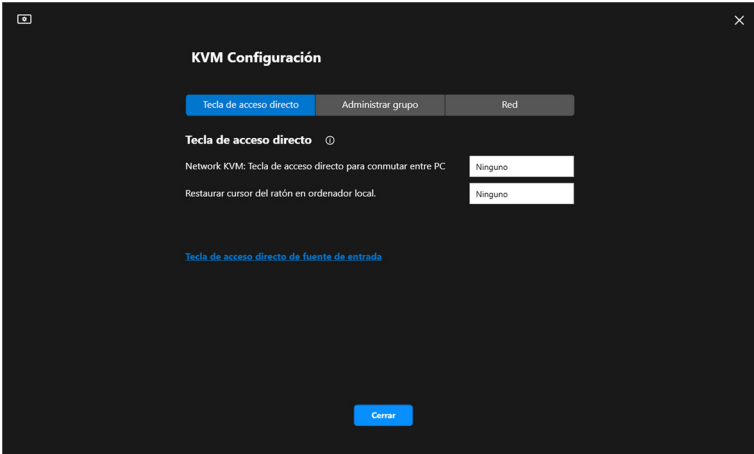 KVM Configuración
Tecla de acceso directo
Administrar grupo
Red
Tecla de acceso directo
Network KVM: Tecla de acceso directo para conmutar entre PC
Ninguno
Restaurar cursor del ratón en ordenador local.
Ninguno
Tecla de acceso directo de fuente de entrada
Cerrar